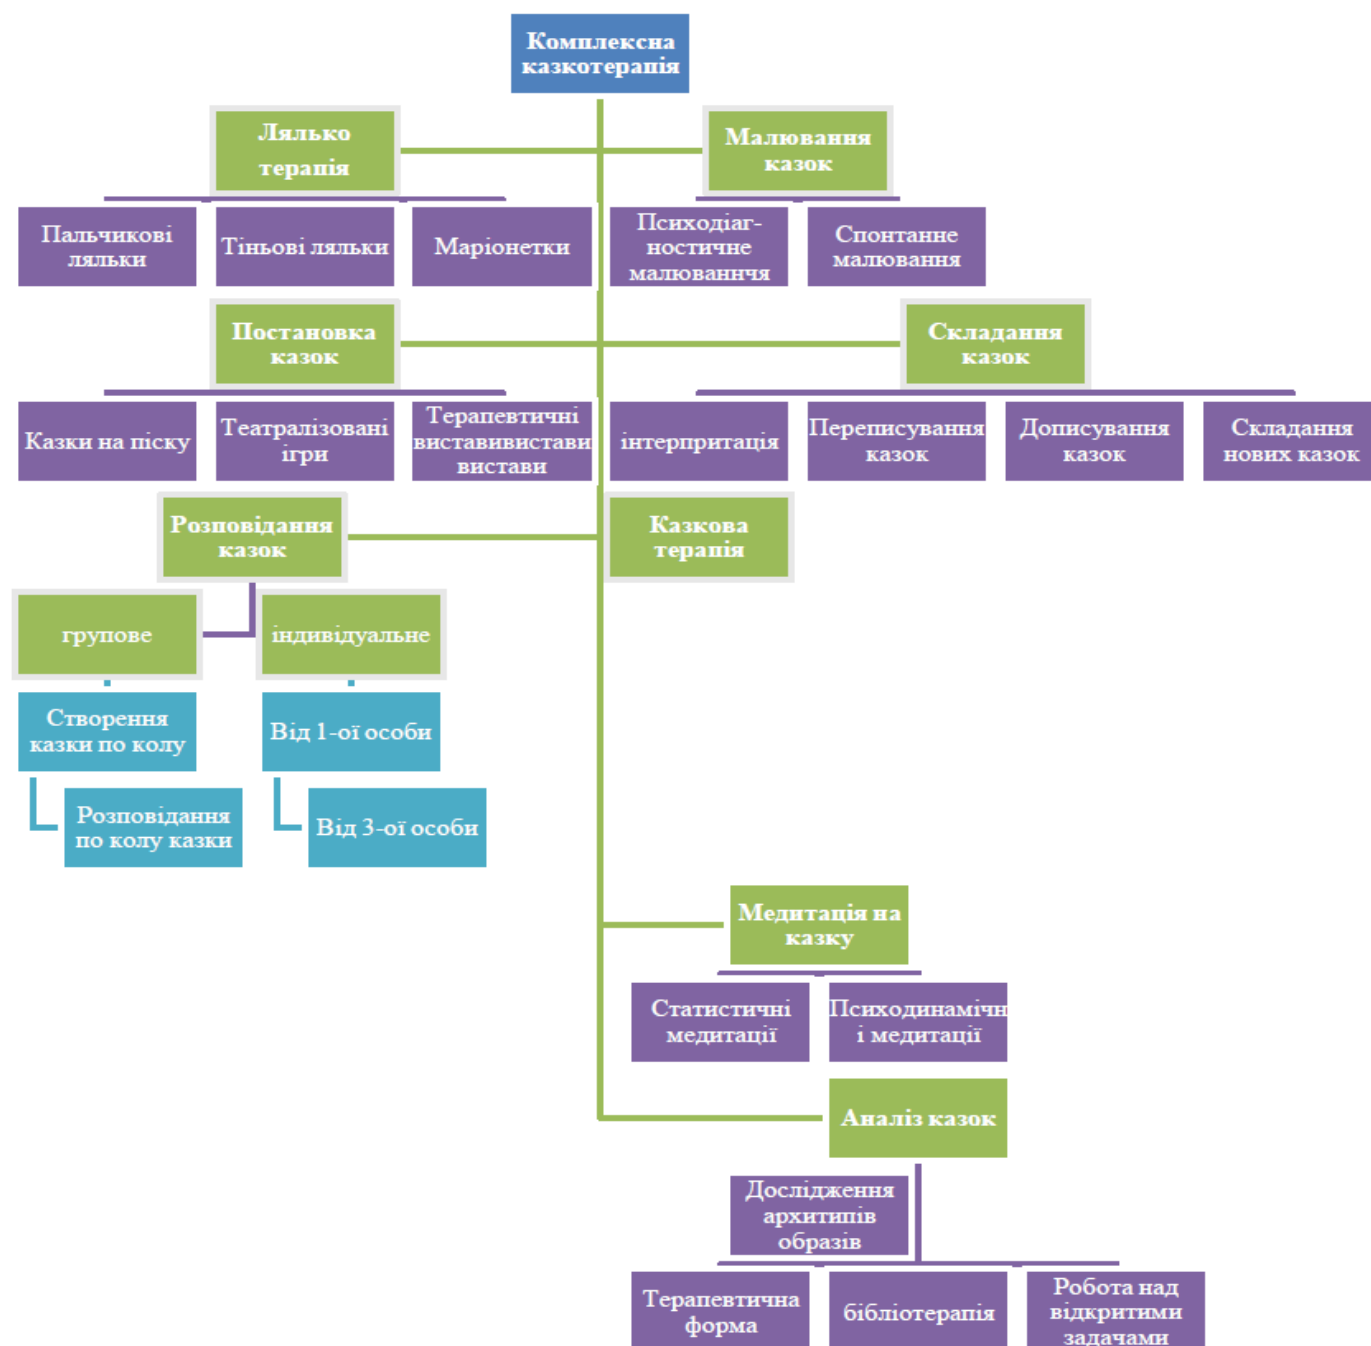 Комплексна
казкотерапія
Лялько
терапія
Малювання
казок
Пальчикові
ляльки
Тіньові ляльки
Маріонетки
Психодіаг-
ностичне
малюваннчя
Спонтанне
малювання
Постановка
казок
Складання
казок
Казки на піску
Театралізовані
ігри
Терапевтичні
виставивистави
вистави
інтерпритація
Переписування
казок
Дописування
казок
Складання
нових казок
Розповідання
казок
Казкова
терапія
групове
індивідуальне
Створення
казки по колу
Від 1-ої особи
Розповідання
по колу казки
Від 3-ої особи
Медитація на
казку
Статистичні
медитації
Психодинамічн
і медитації
Аналіз казок
Дослідження
архитипів
образів
Терапевтична
форма
бібліотерапія
Робота над
відкритими
задачами